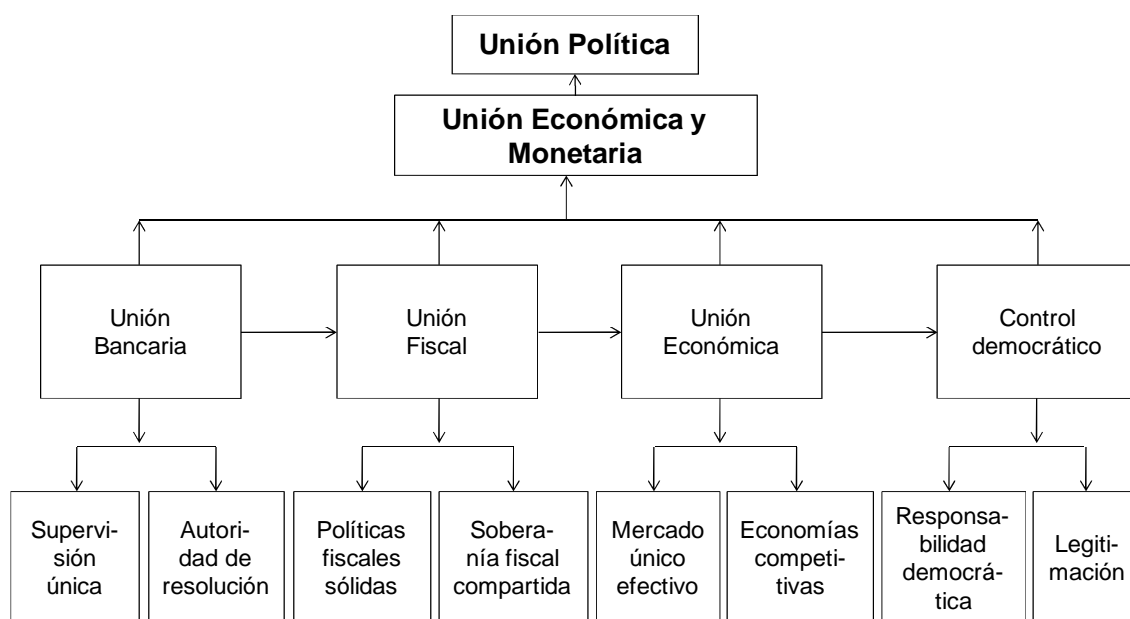 Unión Política
Unión Económica y
Monetaria
Unión
Bancaria
Unión
Fiscal
Unión
Económica
Control
democrático
Supervi-
sión
única
Autori-
dad de
resolución
Políticas
fiscales
sólidas
Sobera-
nía fiscal
compartida
Mercado
único
efectivo
Economías
competi-
tivas
Responsa-
bilidad
democrá-
tica
Legiti-
mación